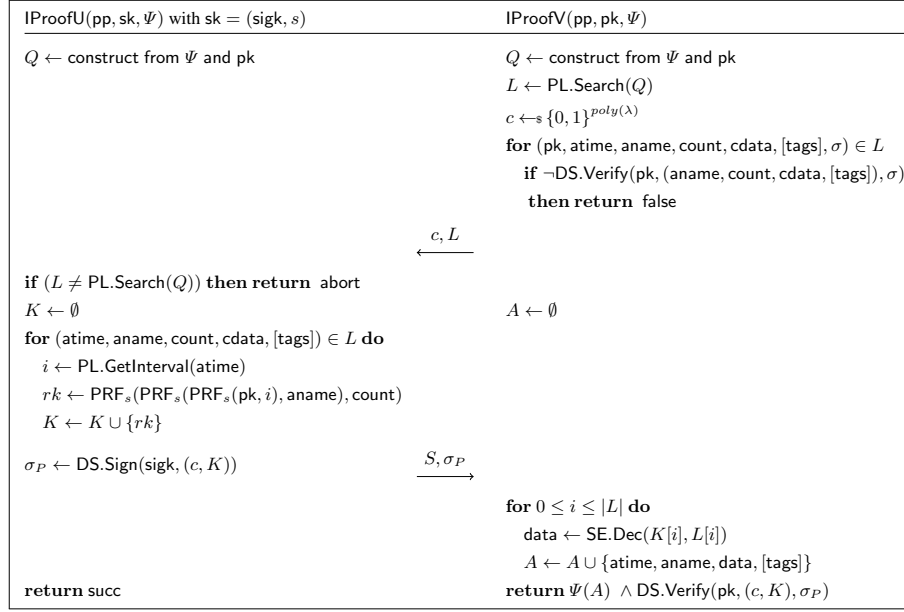 IProofU(pp, sk, Ψ) with sk = (sigk, s)
IProofV(pp, pk, Ψ)
Q ← construct from Ψ and pk
Q ← construct from Ψ and pk
L ← PL.Search(Q)
c ←$ {0, 1}^{poly(λ)}
for (pk, atime, aname, count, cdata, [tags], σ) ∈ L
if ¬DS.Verify(pk, (aname, count, cdata, [tags]), σ)
then return false
c, L
←
if (L ≠ PL.Search(Q)) then return abort
K ← ∅
A ← ∅
for (atime, aname, count, cdata, [tags]) ∈ L do
i ← PL.GetInterval(atime)
rk ← PRF_s(PRF_s(PRF_s(pk, i), aname), count)
K ← K ∪ {rk}
σ_P ← DS.Sign(sigk, (c, K))
S, σ_P
→
for 0 ≤ i ≤ |L| do
data ← SE.Dec(K[i], L[i])
A ← A ∪ {atime, aname, data, [tags]}
return succ
return Ψ(A) ∧ DS.Verify(pk, (c, K), σ_P)